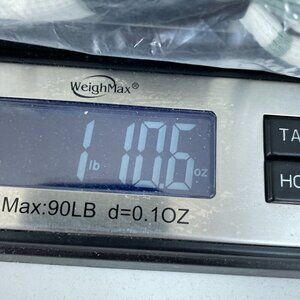 WeighMax®
1 lb 10.6 oz
TA
HO
Max:90LB d=0.1OZ